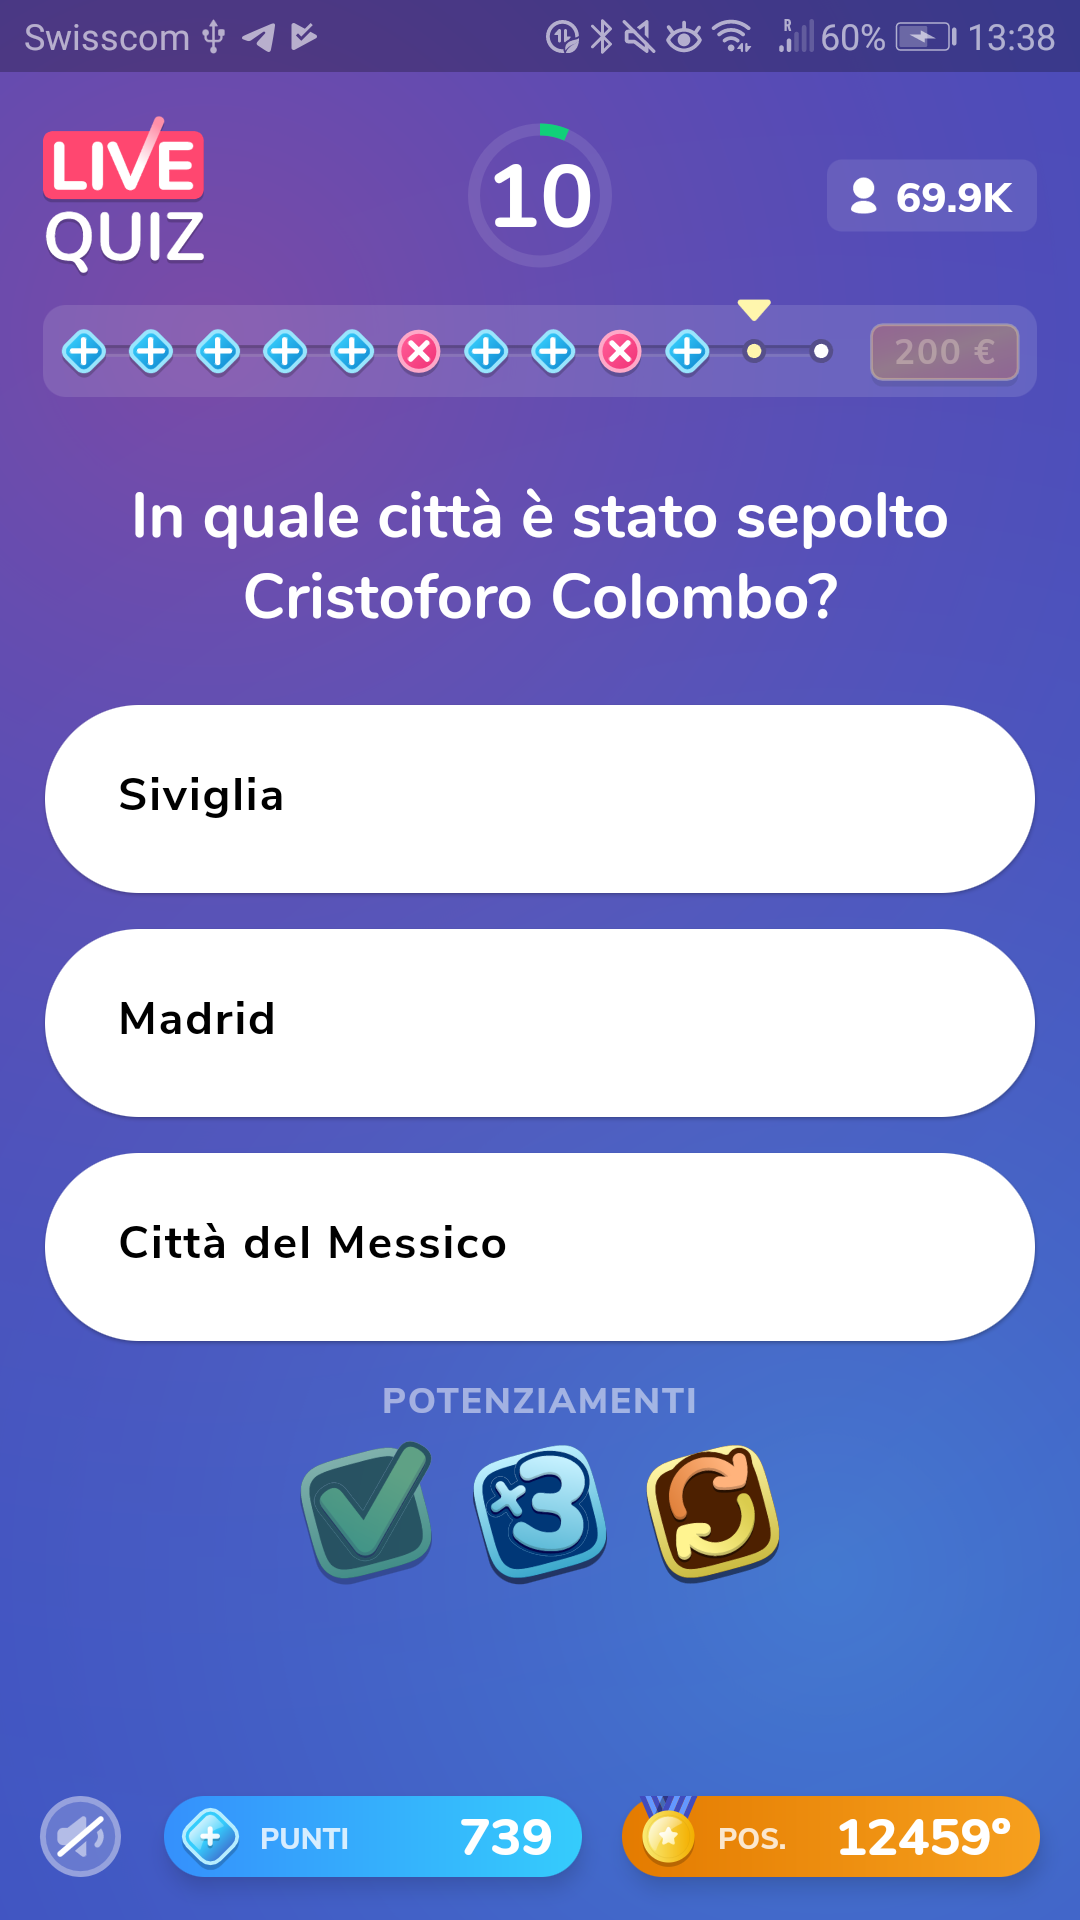 Swisscom R 60% 13:38
LIVE
QUIZ
10
69.9K
200 €
In quale città è stato sepolto
Cristoforo Colombo?
Siviglia
Madrid
Città del Messico
POTENZIAMENTI
×3
PUNTI 739
POS. 12459°